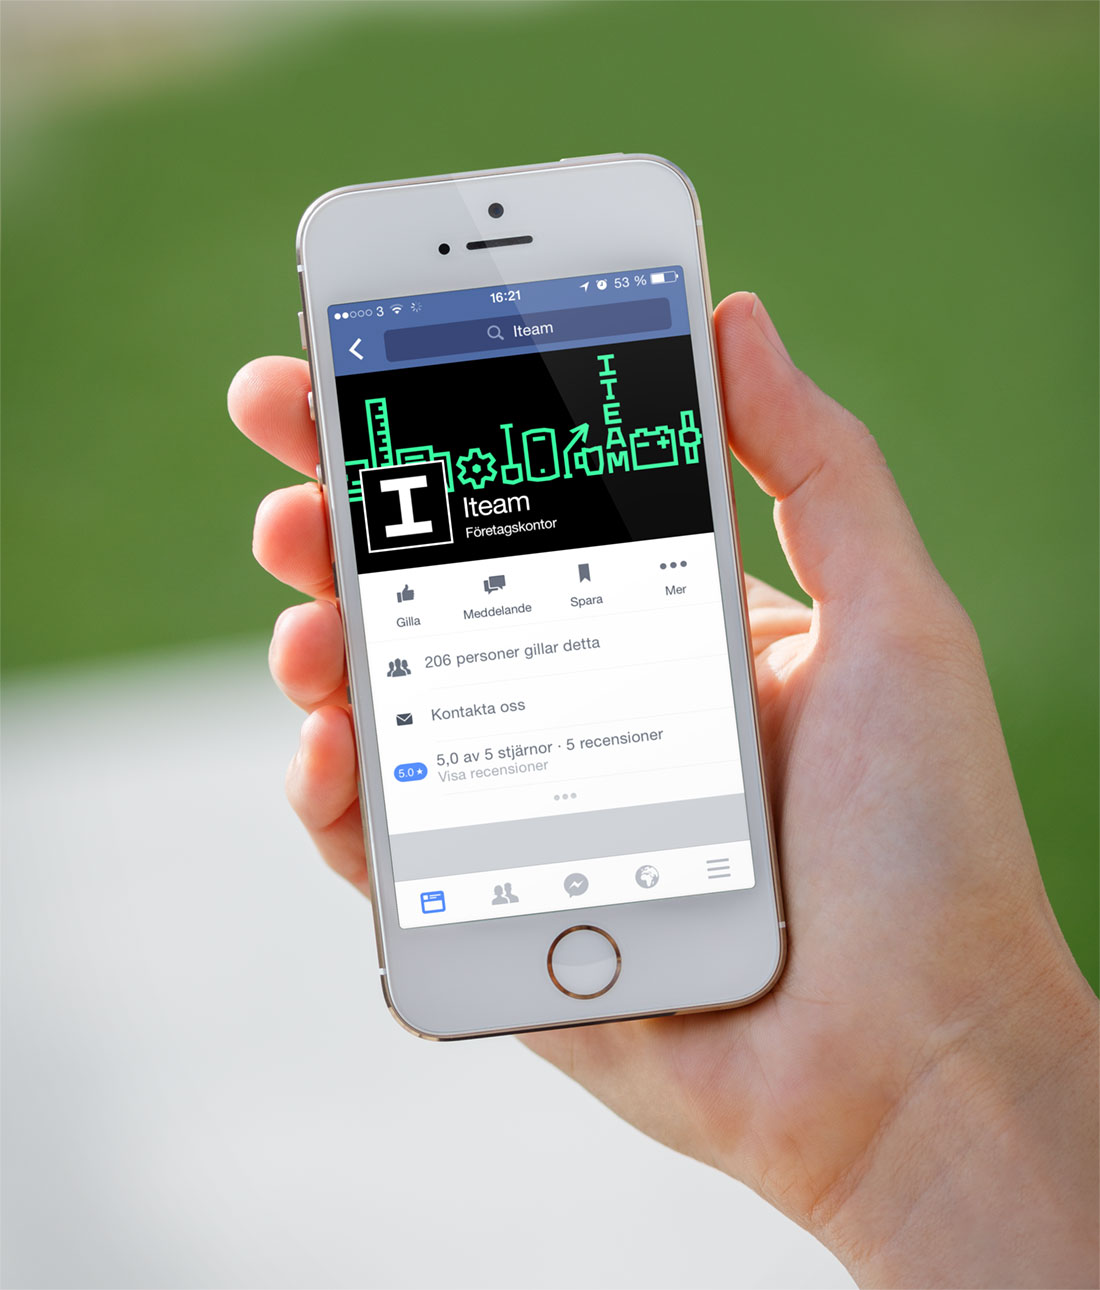 3 16:21 53 %
Iteam
ITEAM
I
Iteam
Företagskontor
Gilla Meddelande Spara Mer
206 personer gillar detta
Kontakta oss
5.0 ★ 5,0 av 5 stjärnor · 5 recensioner
Visa recensioner